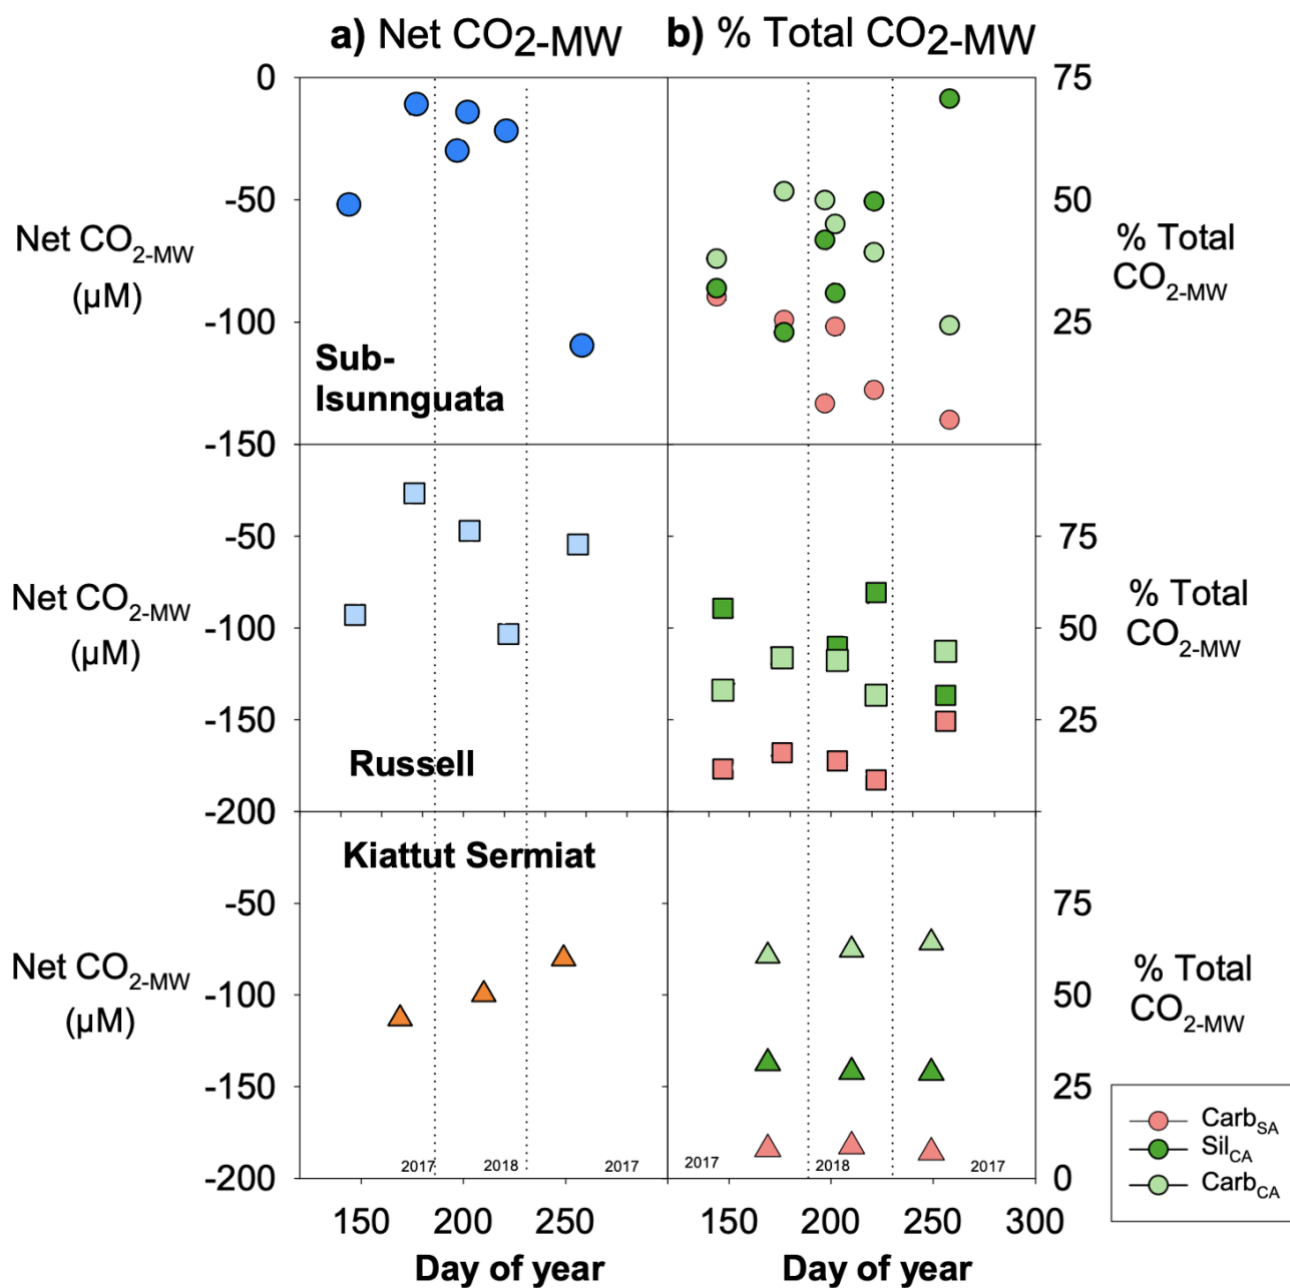 a) Net CO2-MW
b) % Total CO2-MW
0
-50
-100
-150
Net CO2-MW
(µM)
Sub-
Isunnguata
75
50
25
% Total
CO2-MW
-50
-100
-150
-200
Net CO2-MW
(µM)
Russell
75
50
25
% Total
CO2-MW
Kiattut Sermiat
-50
-100
-150
-200
Net CO2-MW
(µM)
2017 2018 2017
2017 2018 2017
75
50
25
0
% Total
CO2-MW
CarbSA
SilCA
CarbCA
150 200 250
150 200 250 300
Day of year
Day of year